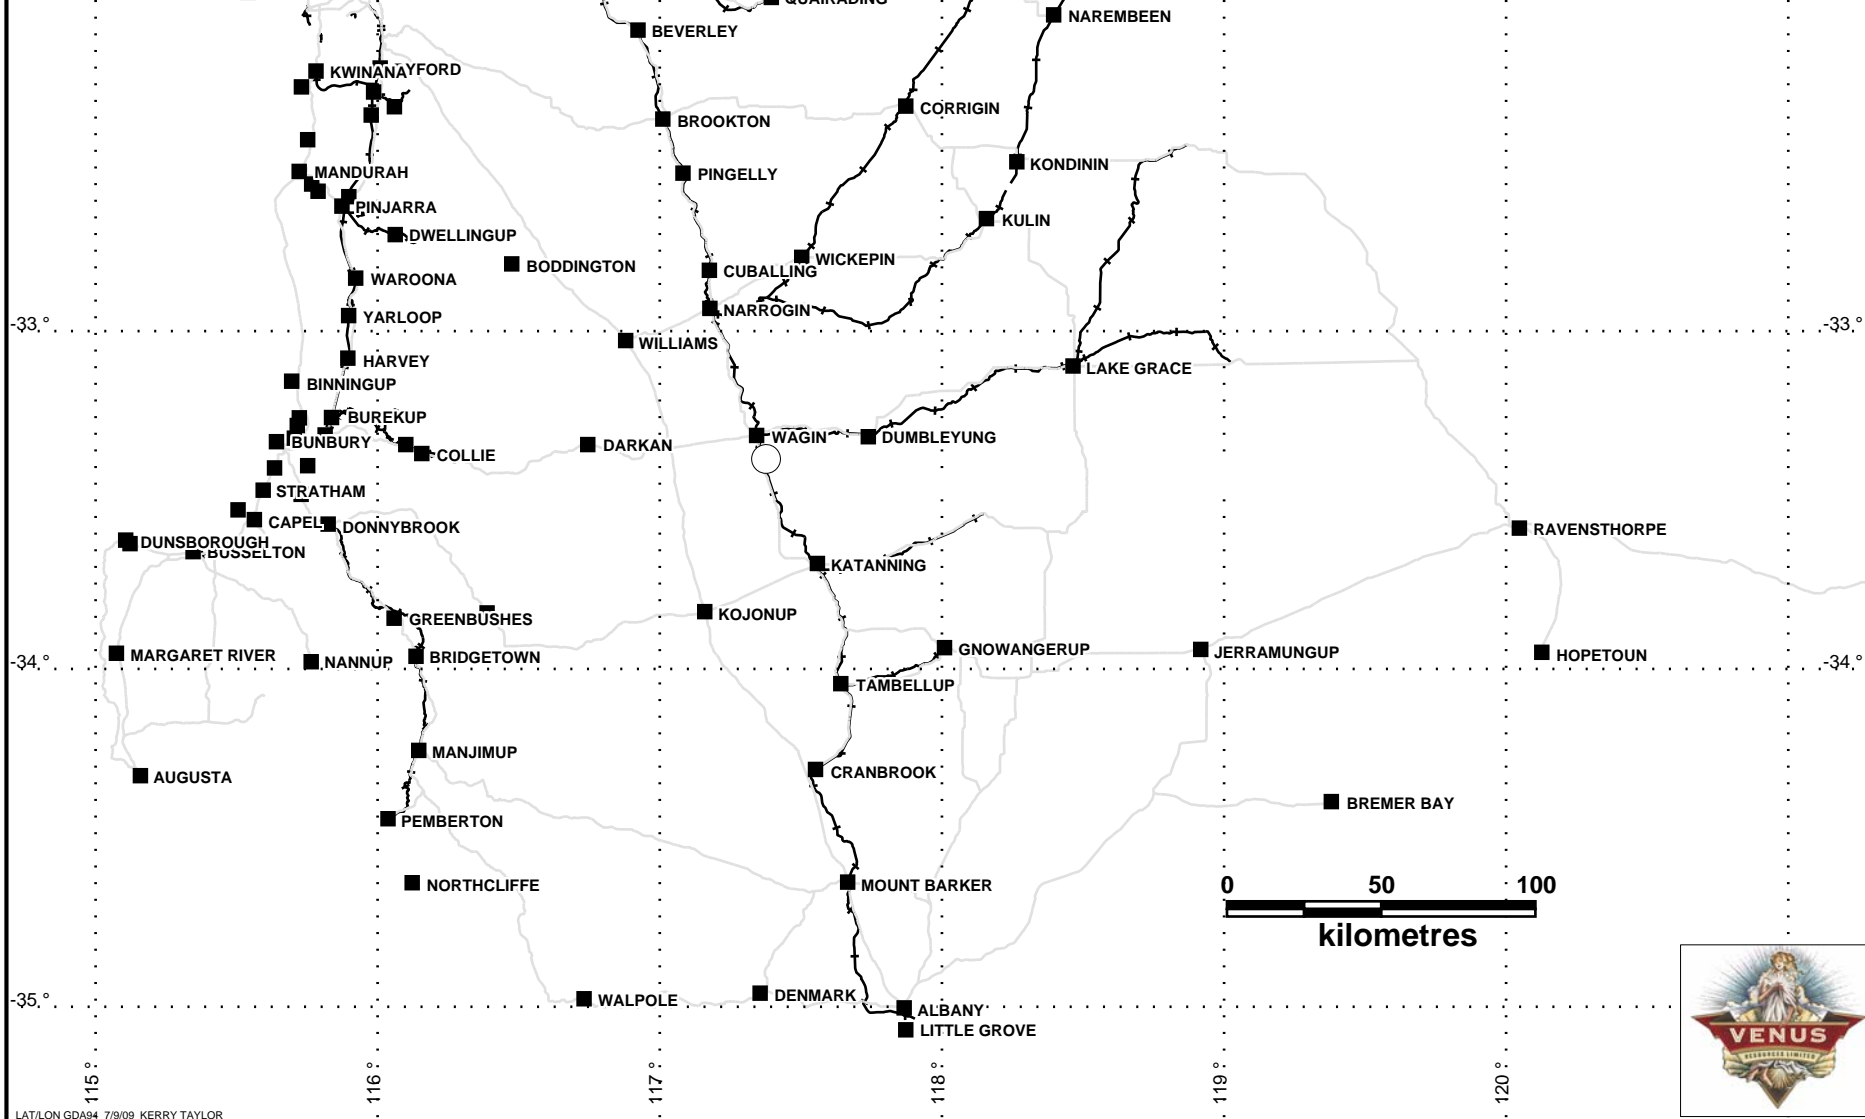 QUAIRADING
NAREMBEEN
BEVERLEY
KWINANA YFORD
CORRIGIN
BROOKTON
KONDININ
MANDURAH
PINGELLY
PINJARRA
KULIN
DWELLINGUP
WICKEPIN
BODDINGTON
CUBALLING
WAROONA
NARROGIN
YARLOOP
-33° -33°
WILLIAMS
HARVEY
LAKE GRACE
BINNINGUP
BUREKUP
WAGIN
DUMBLEYUNG
BUNBURY
DARKAN
COLLIE
STRATHAM
CAPEL
DONNYBROOK
RAVENSTHORPE
DUNSBOROUGH
BUSSELTON
KATANNING
KOJONUP
GREENBUSHES
GNOWANGERUP
JERRAMUNGUP
MARGARET RIVER
HOPETOUN
BRIDGETOWN
NANNUP
-34° -34°
TAMBELLUP
MANJIMUP
CRANBROOK
AUGUSTA
BREMER BAY
PEMBERTON
NORTHCLIFFE
MOUNT BARKER
0 50 100
kilometres
DENMARK
WALPOLE
-35° -35°
ALBANY
LITTLE GROVE
VENUS
RESOURCES LIMITED
115° 116° 117° 118° 119° 120°
LAT/LON GDA94 7/9/09 KERRY TAYLOR